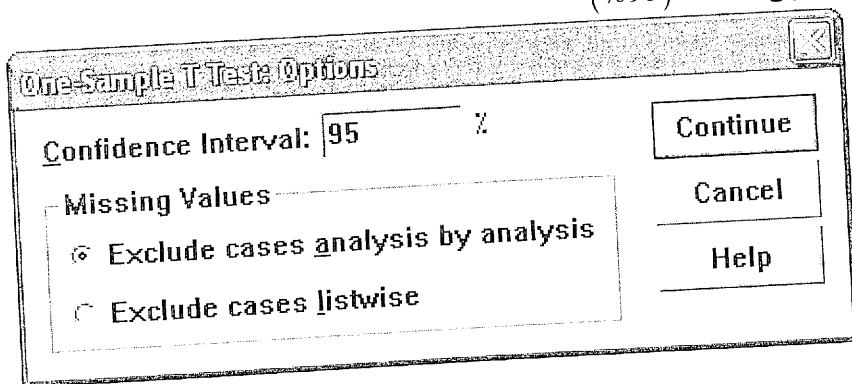 One-Sample T Test: Options
Confidence Interval: 95 %
Continue
Missing Values
Exclude cases analysis by analysis
Exclude cases listwise
Cancel
Help